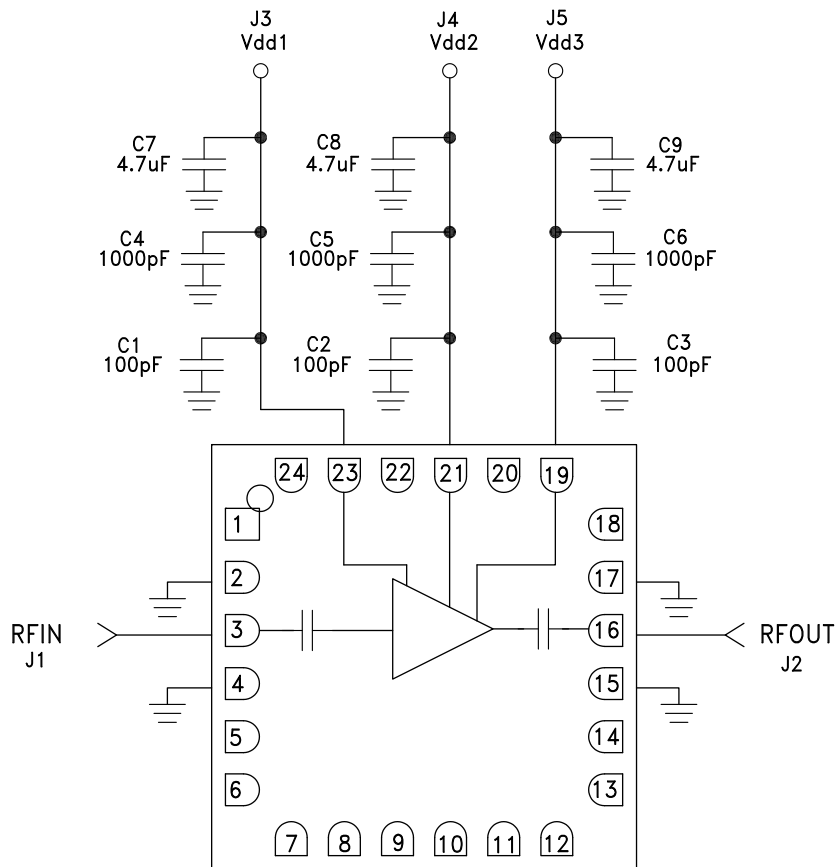 J3
Vdd1
J4
Vdd2
J5
Vdd3
C7
4.7uF
C8
4.7uF
C9
4.7uF
C4
1000pF
C5
1000pF
C6
1000pF
C1
100pF
C2
100pF
C3
100pF
24
23
22
21
20
19
1
18
2
17
RFIN
J1
3
16
RFOUT
J2
4
15
5
14
6
13
7
8
9
10
11
12